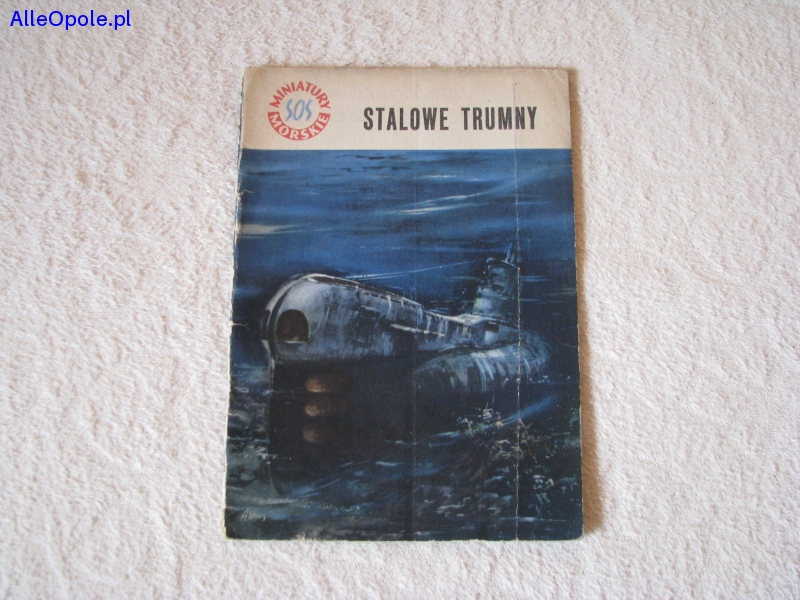 AlleOpole.pl
MINIATURY
SOS
MORSKIE
STALOWE TRUMNY